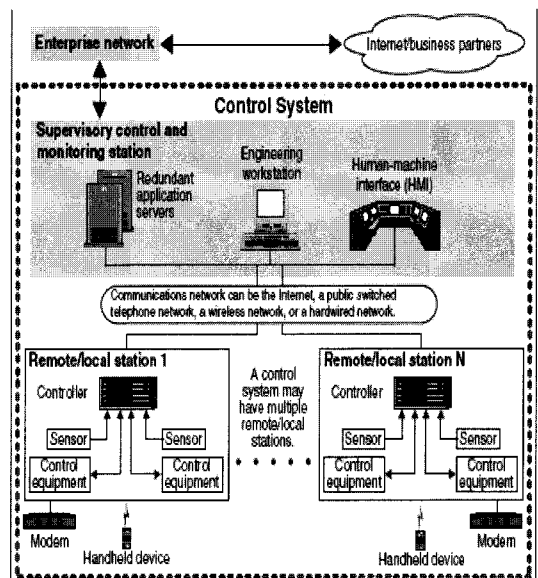 Enterprise network
Internet/business partners
Control System
Supervisory control and
monitoring station
Redundant
application
servers
Engineering
workstation
Human-machine
interface (HMI)
Communications network can be the Internet, a public switched
telephone network, a wireless network, or a hardwired network.
Remote/local station 1
Controller
Sensor
Sensor
Control
equipment
Control
equipment
Modem
Handheld device
A control
system may
have multiple
remote/local
stations.
Remote/local station N
Controller
Sensor
Sensor
Control
equipment
Control
equipment
Handheld device
Modem